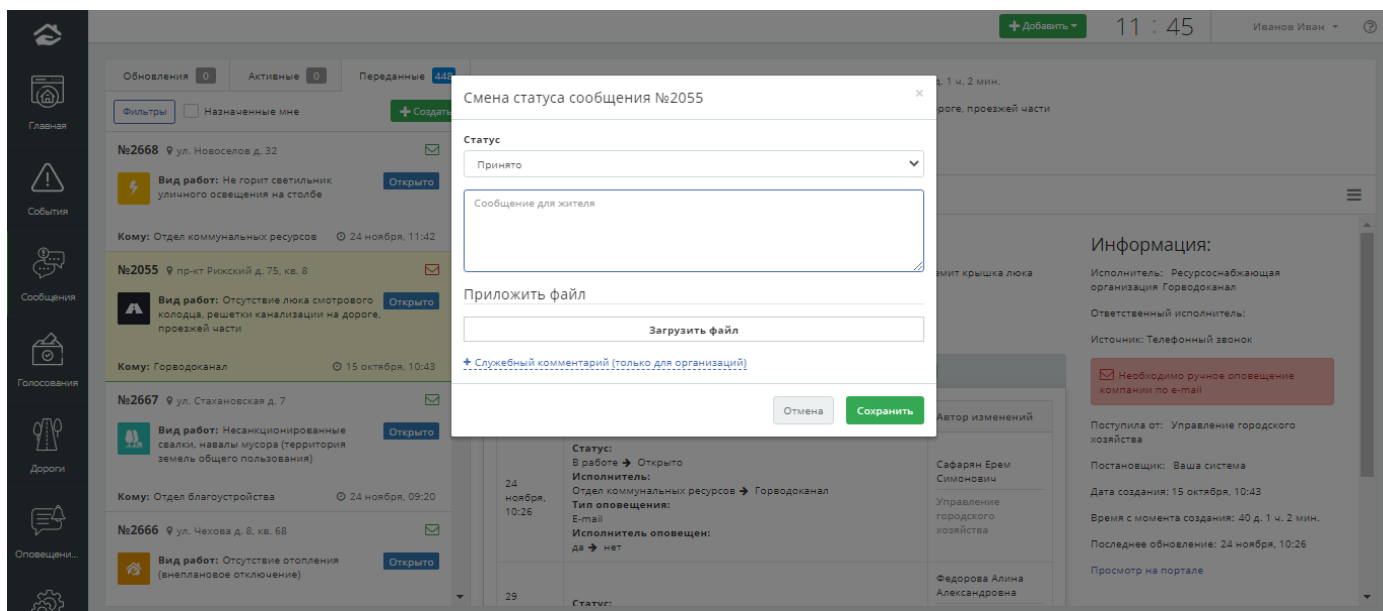 Добавить
11 : 45
Иванов Иван
Главная
События
Сообщения
Голосования
Дороги
Оповещени...
Обновления 0
Активные 0
Переданные 448
Фильтры
Назначенные мне
Создать
№2668 ул. Новоселов д. 32
Вид работ: Не горит светильник
уличного освещения на столбе
Открыто
Кому: Отдел коммунальных ресурсов 24 ноября, 11:42
№2055 пр-кт Рижский д. 75, кв. 8
Вид работ: Отсутствие люка смотрового
колодца, решетки канализации на дороге,
проезжей части
Открыто
Кому: Горводоканал 15 октября, 10:43
№2667 ул. Стахановская д. 7
Вид работ: Несанкционированные
свалки, навалы мусора (территория
земель общего пользования)
Открыто
Кому: Отдел благоустройства 24 ноября, 09:20
№2666 ул. Чехова д. 8, кв. 68
Вид работ: Отсутствие отопления
(внеплановое отключение)
Открыто
Смена статуса сообщения №2055 ×
Статус
Принято
Сообщение для жителя
Приложить файл
Загрузить файл
+ Служебный комментарий (только для организаций)
Отмена
Сохранить
д. 1 ч. 2 мин.
роге, проезжей части
емит крышка люка
Автор изменений
24
ноября,
10:26
Статус:
В работе → Открыто
Исполнитель:
Отдел коммунальных ресурсов → Горводоканал
Тип оповещения:
E-mail
Исполнитель оповещен:
да → нет
Сафарян Ерем
Симонович
Управление
городского
хозяйства
29
Статус:
Федорова Алина
Александровна
Информация:
Исполнитель: Ресурсоснабжающая
организация Горводоканал
Ответственный исполнитель:
Источник: Телефонный звонок
Необходимо ручное оповещение
компании по e-mail
Поступила от: Управление городского
хозяйства
Постановщик: Ваша система
Дата создания: 15 октября, 10:43
Время с момента создания: 40 д. 1 ч. 2 мин.
Последнее обновление: 24 ноября, 10:26
Просмотр на портале